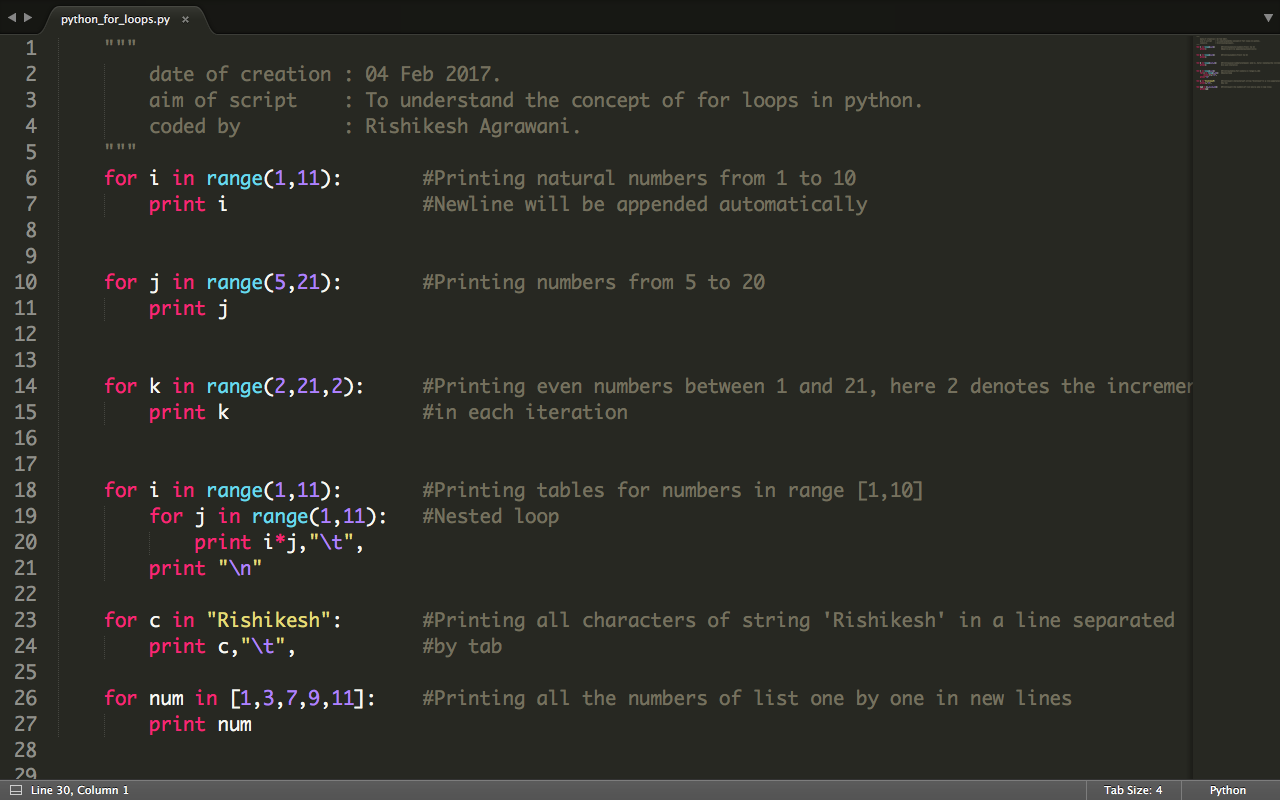 python_for_loops.py ×
1 """
2 date of creation : 04 Feb 2017.
3 aim of script : To understand the concept of for loops in python.
4 coded by : Rishikesh Agrawani.
5 """
6 for i in range(1,11): #Printing natural numbers from 1 to 10
7 print i #Newline will be appended automatically
8
9
10 for j in range(5,21): #Printing numbers from 5 to 20
11 print j
12
13
14 for k in range(2,21,2): #Printing even numbers between 1 and 21, here 2 denotes the
15 print k #in each iteration
16
17
18 for i in range(1,11): #Printing tables for numbers in range [1,10]
19 for j in range(1,11): #Nested loop
20 print i*j,"\t",
21 print "\n"
22
23 for c in "Rishikesh": #Printing all characters of string 'Rishikesh' in a line separated
24 print c,"\t", #by tab
25
26 for num in [1,3,7,9,11]: #Printing all the numbers of list one by one in new lines
27 print num
28
29
Line 30, Column 1 Tab Size: 4 Python